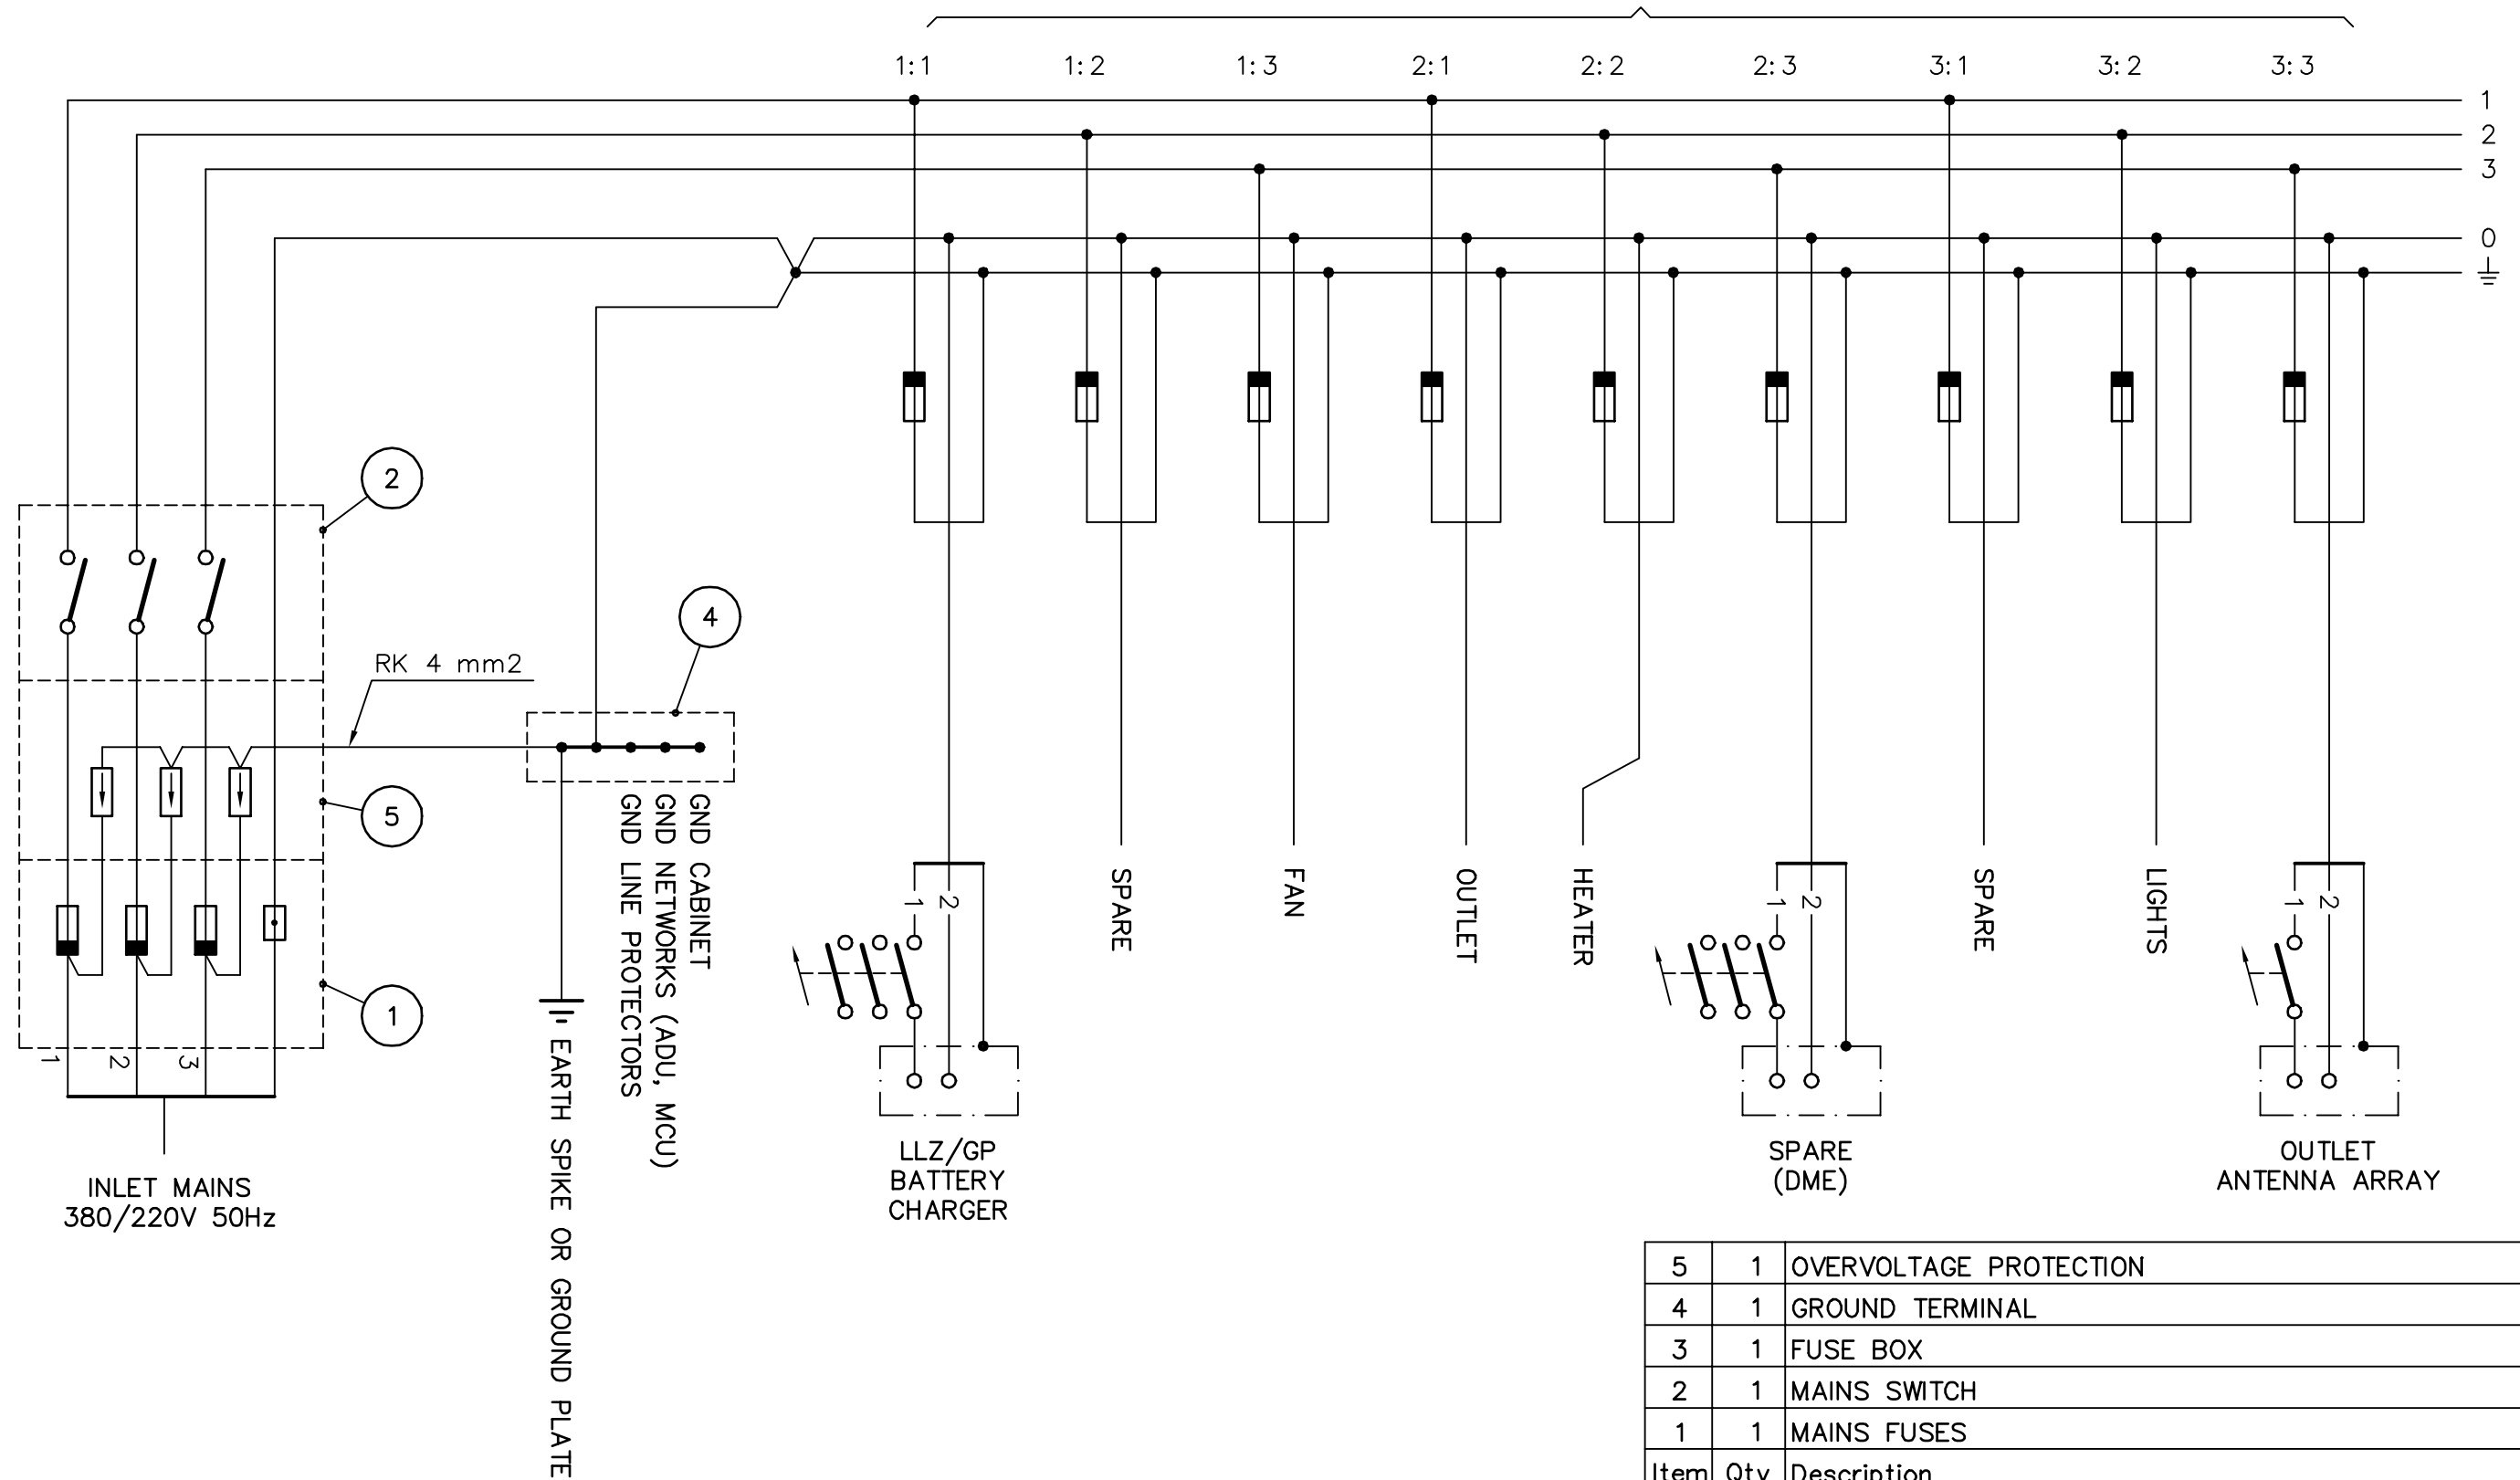 1:1 1:2 1:3 2:1 2:2 2:3 3:1 3:2 3:3
1
2
3
0
2
4
RK 4 mm2
5
1
GND CABINET
GND NETWORKS (ADU, MCU)
GND LINE PROTECTORS
EARTH SPIKE OR GROUND PLATE
1 2 3
INLET MAINS
380/220V 50Hz
1 2
LLZ/GP
BATTERY
CHARGER
SPARE
FAN
OUTLET
HEATER
1 2
SPARE
(DME)
SPARE
LIGHTS
1 2
OUTLET
ANTENNA ARRAY
5 1 OVERVOLTAGE PROTECTION
4 1 GROUND TERMINAL
3 1 FUSE BOX
2 1 MAINS SWITCH
1 1 MAINS FUSES
Item Qty Description